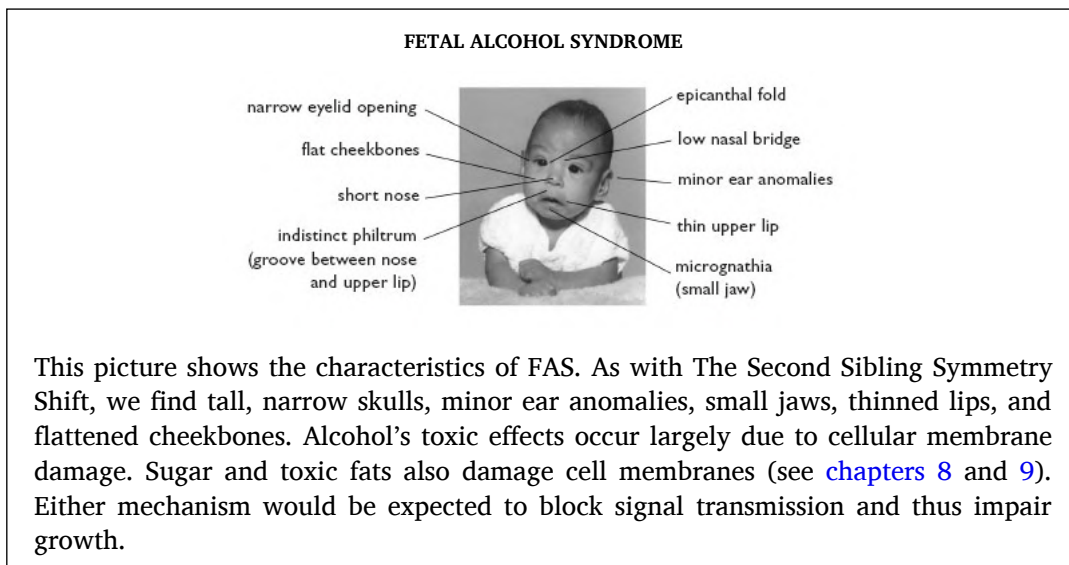 FETAL ALCOHOL SYNDROME
narrow eyelid opening
flat cheekbones
short nose
indistinct philtrum
(groove between nose
and upper lip)
epicanthal fold
low nasal bridge
minor ear anomalies
thin upper lip
micrognathia
(small jaw)
This picture shows the characteristics of FAS. As with The Second Sibling Symmetry
Shift, we find tall, narrow skulls, minor ear anomalies, small jaws, thinned lips, and
flattened cheekbones. Alcohol’s toxic effects occur largely due to cellular membrane
damage. Sugar and toxic fats also damage cell membranes (see chapters 8 and 9).
Either mechanism would be expected to block signal transmission and thus impair
growth.